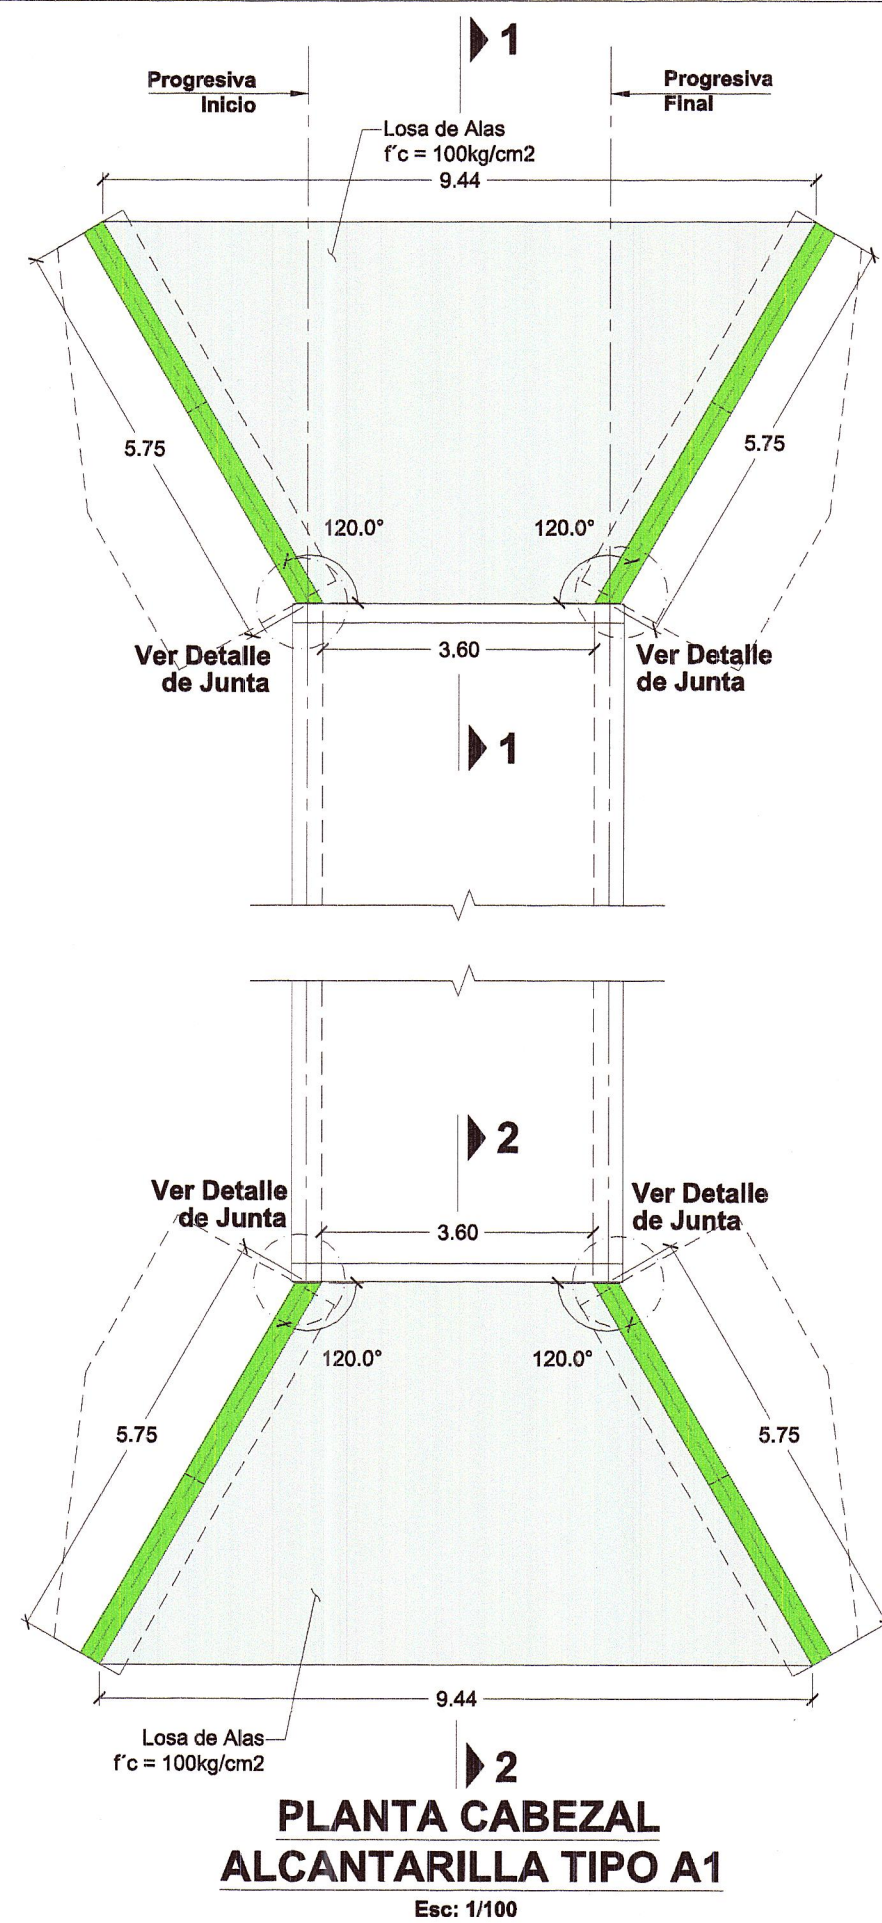 1
Progresiva
Inicio
Progresiva
Final
Losa de Alas
f´c = 100kg/cm2
9.44
5.75
5.75
120.0°
120.0°
Ver Detalle
de Junta
3.60
Ver Detalle
de Junta
1
2
Ver Detalle
de Junta
Ver Detalle
de Junta
3.60
120.0°
120.0°
5.75
5.75
9.44
Losa de Alas
f´c = 100kg/cm2
2
PLANTA CABEZAL
ALCANTARILLA TIPO A1
Esc: 1/100